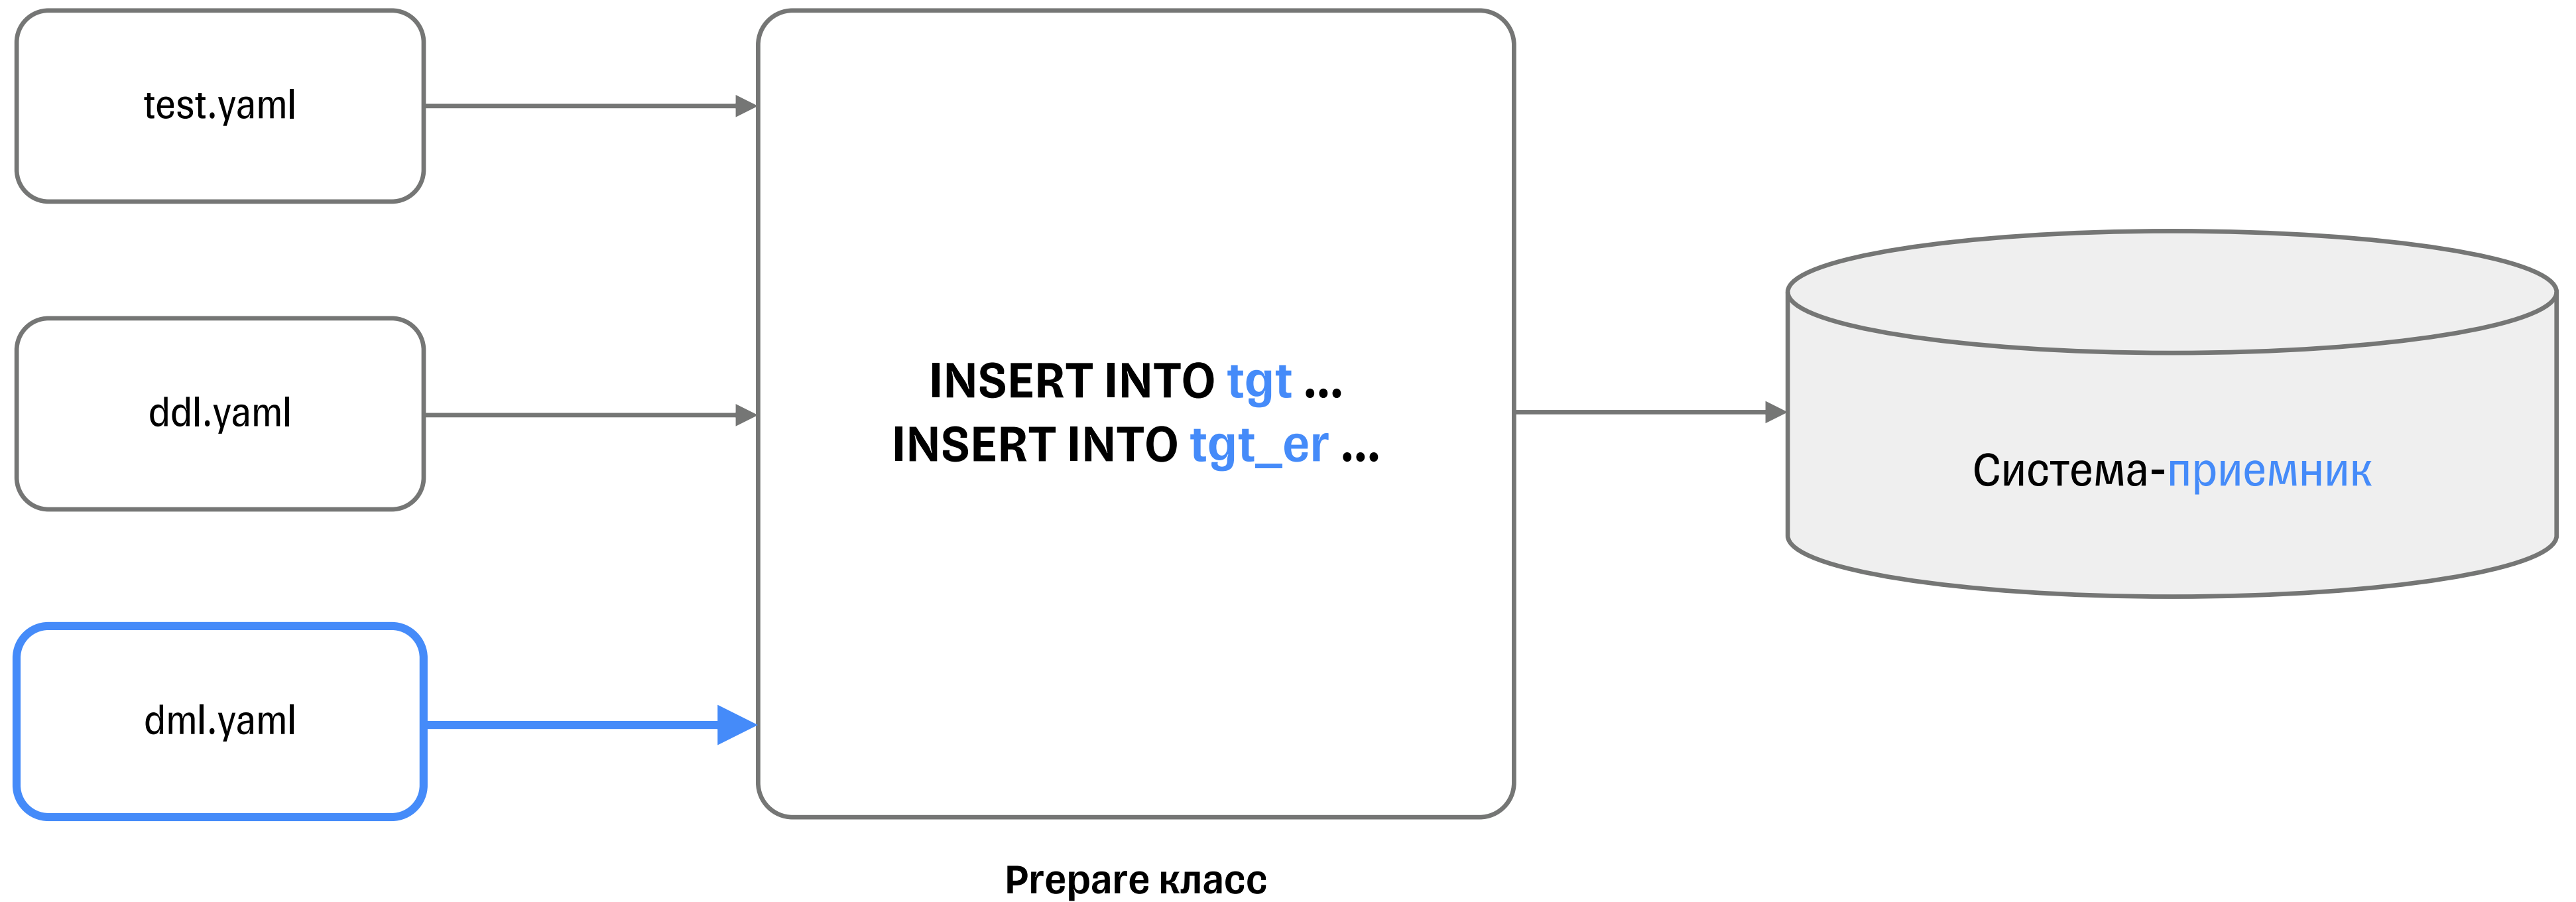 test.yaml
ddl.yaml
dml.yaml
INSERT INTO tgt ...
INSERT INTO tgt_er ...
Prepare класс
Система-приемник